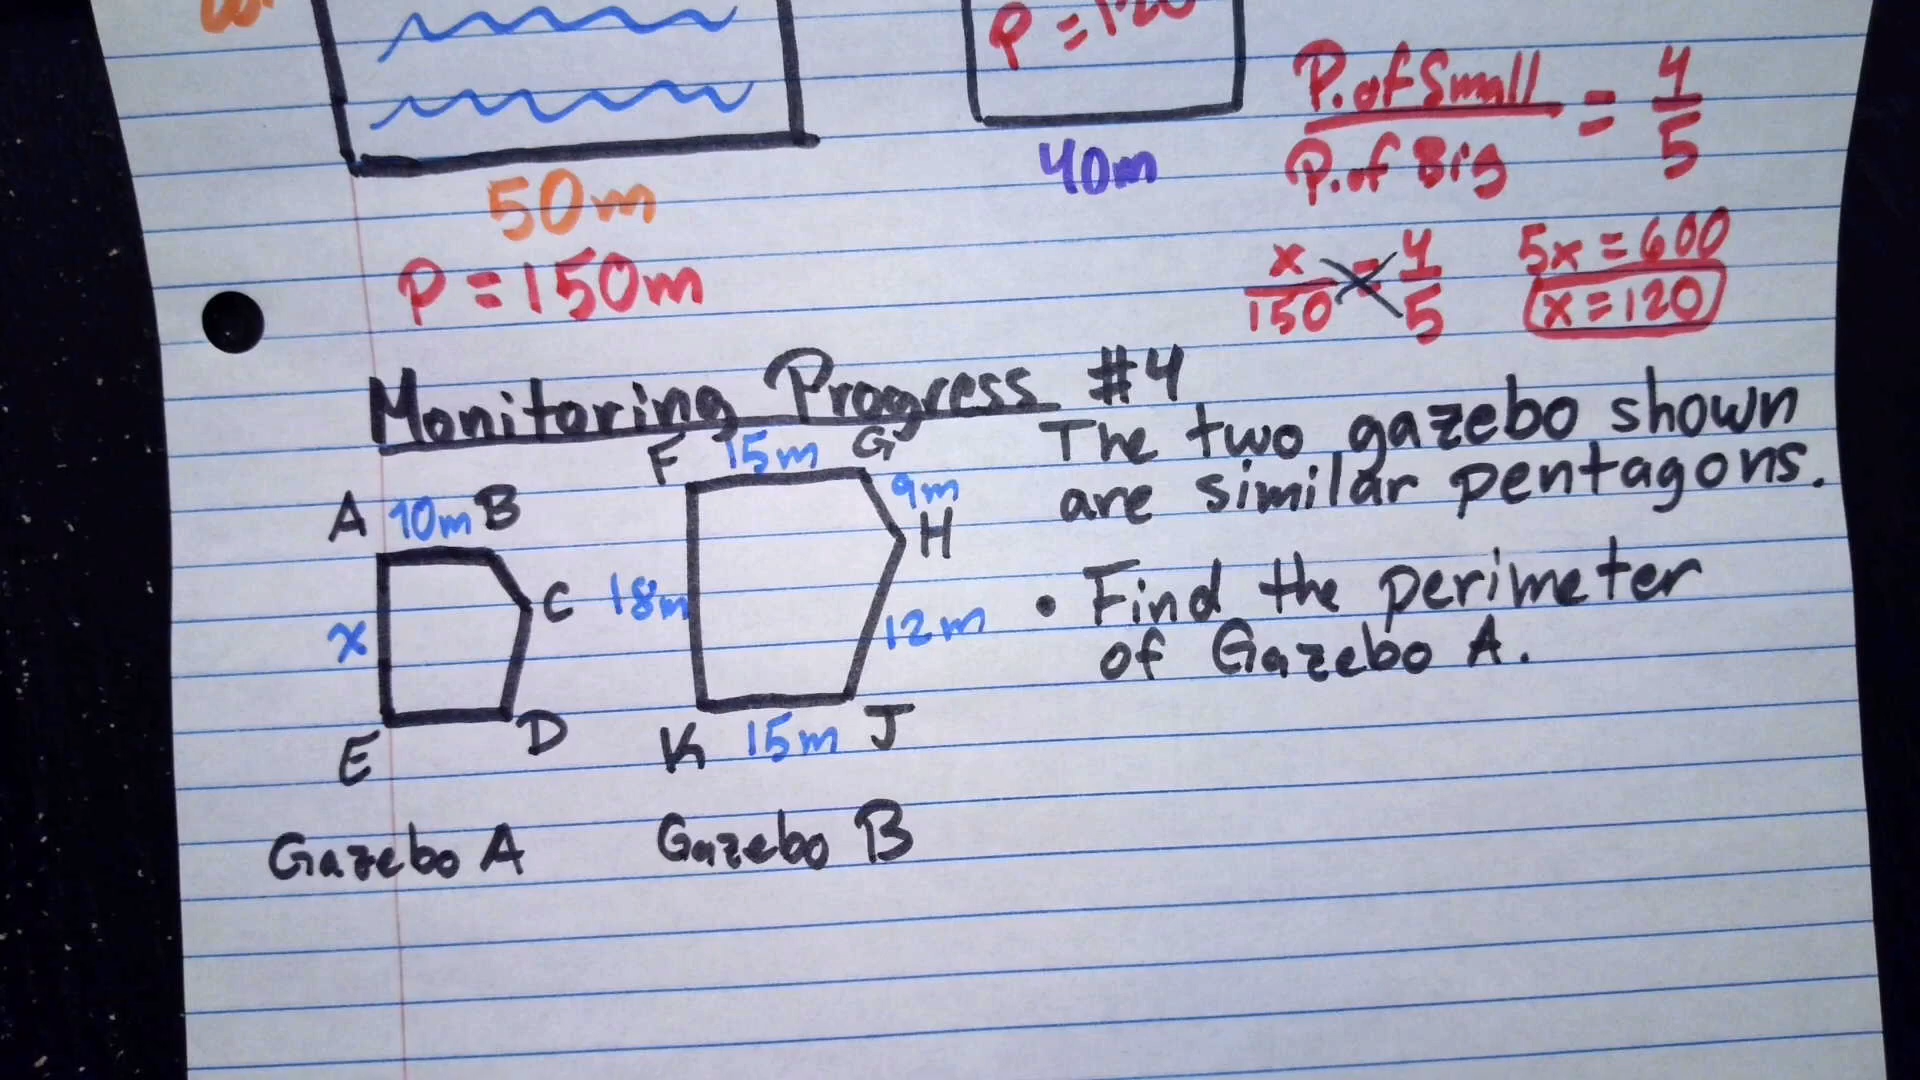 P = 120
P. of Small
P. of Big
=
4
5
40m
50m
P = 150m
x
150
=
4
5
5x = 600
x = 120
Monitoring Progress #4
The two gazebo shown
are similar pentagons.
• Find the perimeter
of Gazebo A.
A 10m B
x
C
E
D
F 15m G
9m
H
18m
12m
K 15m J
Gazebo A
Gazebo B